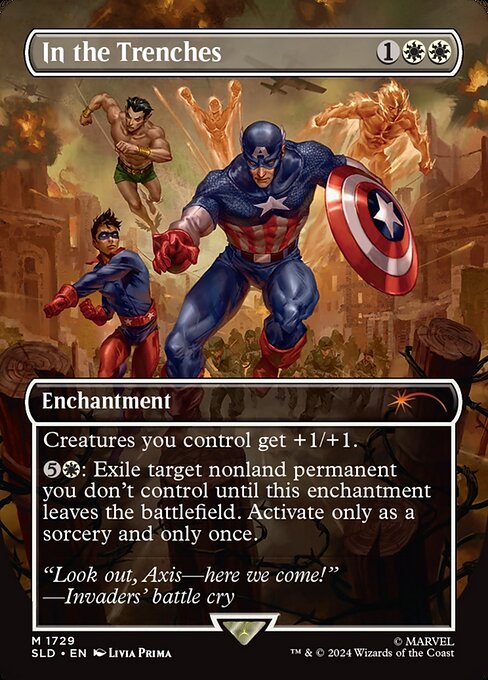 In the Trenches 1
Enchantment
Creatures you control get +1/+1.
5: Exile target nonland permanent
you don't control until this enchantment
leaves the battlefield. Activate only as a
sorcery and only once.
“Look out, Axis—here we come!”
—Invaders' battle cry
M 1729
© MARVEL
SLD • EN Livia Prima
™ & © 2024 Wizards of the Coast